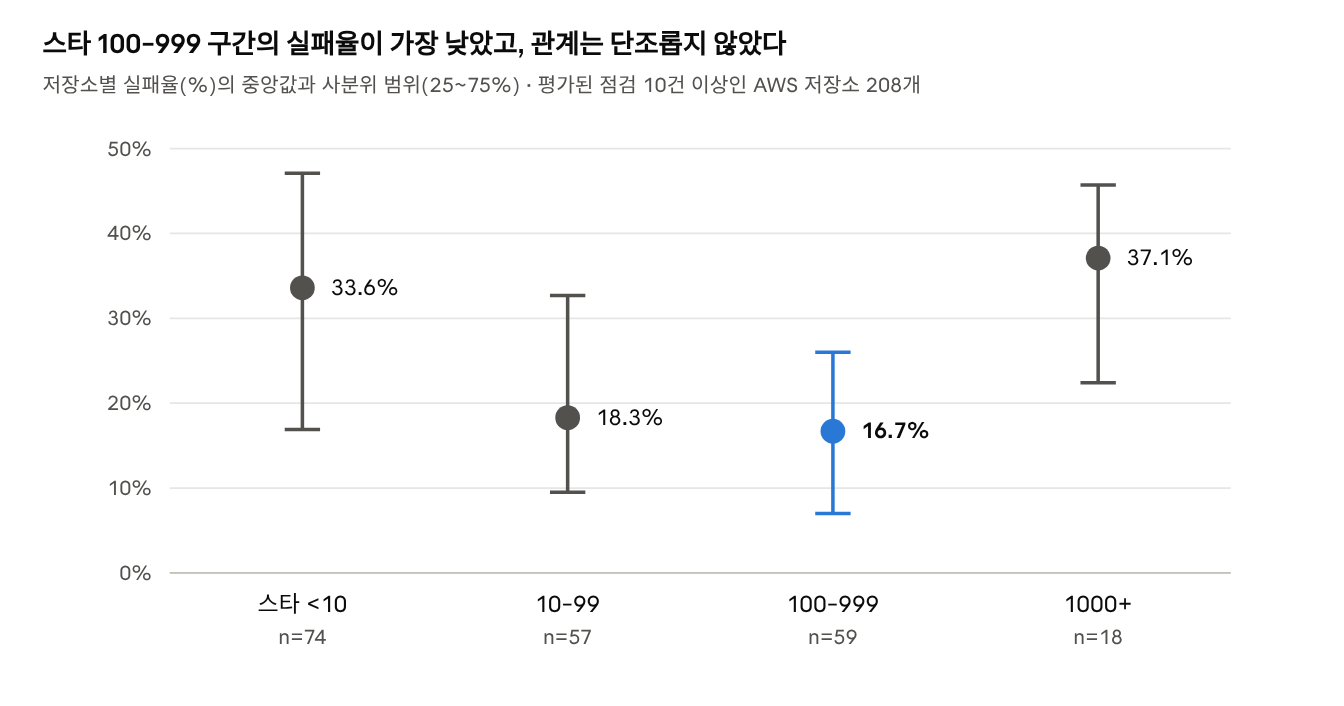 스타 100–999 구간의 실패율이 가장 낮았고, 관계는 단조롭지 않았다
저장소별 실패율(%)의 중앙값과 사분위 범위(25~75%) · 평가된 점검 10건 이상인 AWS 저장소 208개
50%
40%
30%
20%
10%
0%
33.6%
18.3%
16.7%
37.1%
스타 <10
10–99
100–999
1000+
n=74
n=57
n=59
n=18